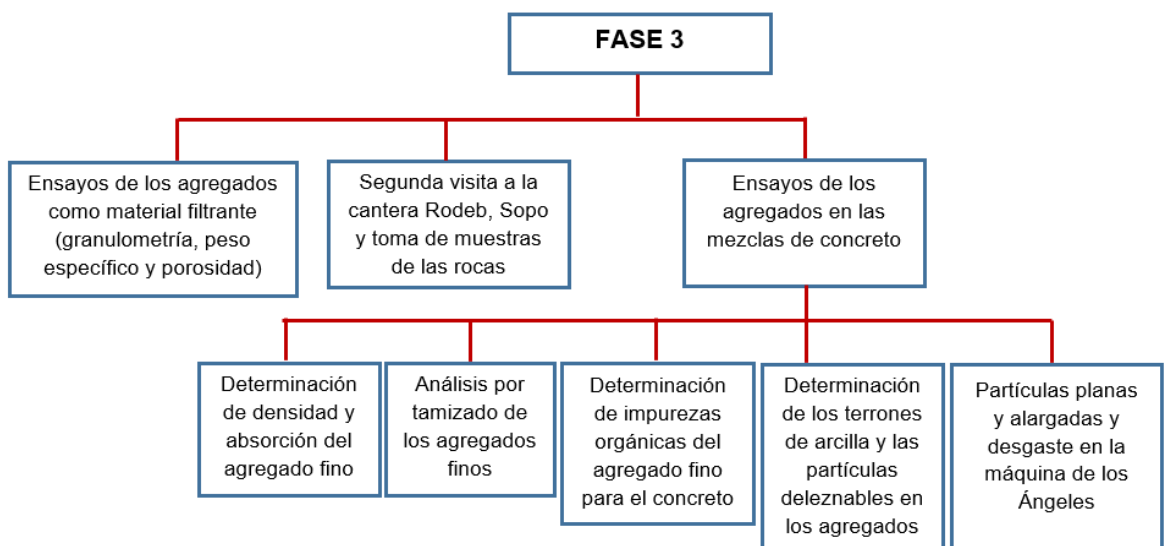 FASE 3
Ensayos de los agregados
como material filtrante
(granulometría, peso
específico y porosidad)
Segunda visita a la
cantera Rodeb, Sopo
y toma de muestras
de las rocas
Ensayos de los
agregados en las
mezclas de concreto
Determinación
de densidad y
absorción del
agregado fino
Análisis por
tamizado de
los agregados
finos
Determinación
de impurezas
orgánicas del
agregado fino
para el concreto
Determinación
de los terrones
de arcilla y las
partículas
deleznables en
los agregados
Partículas planas
y alargadas y
desgaste en la
máquina de los
Ángeles